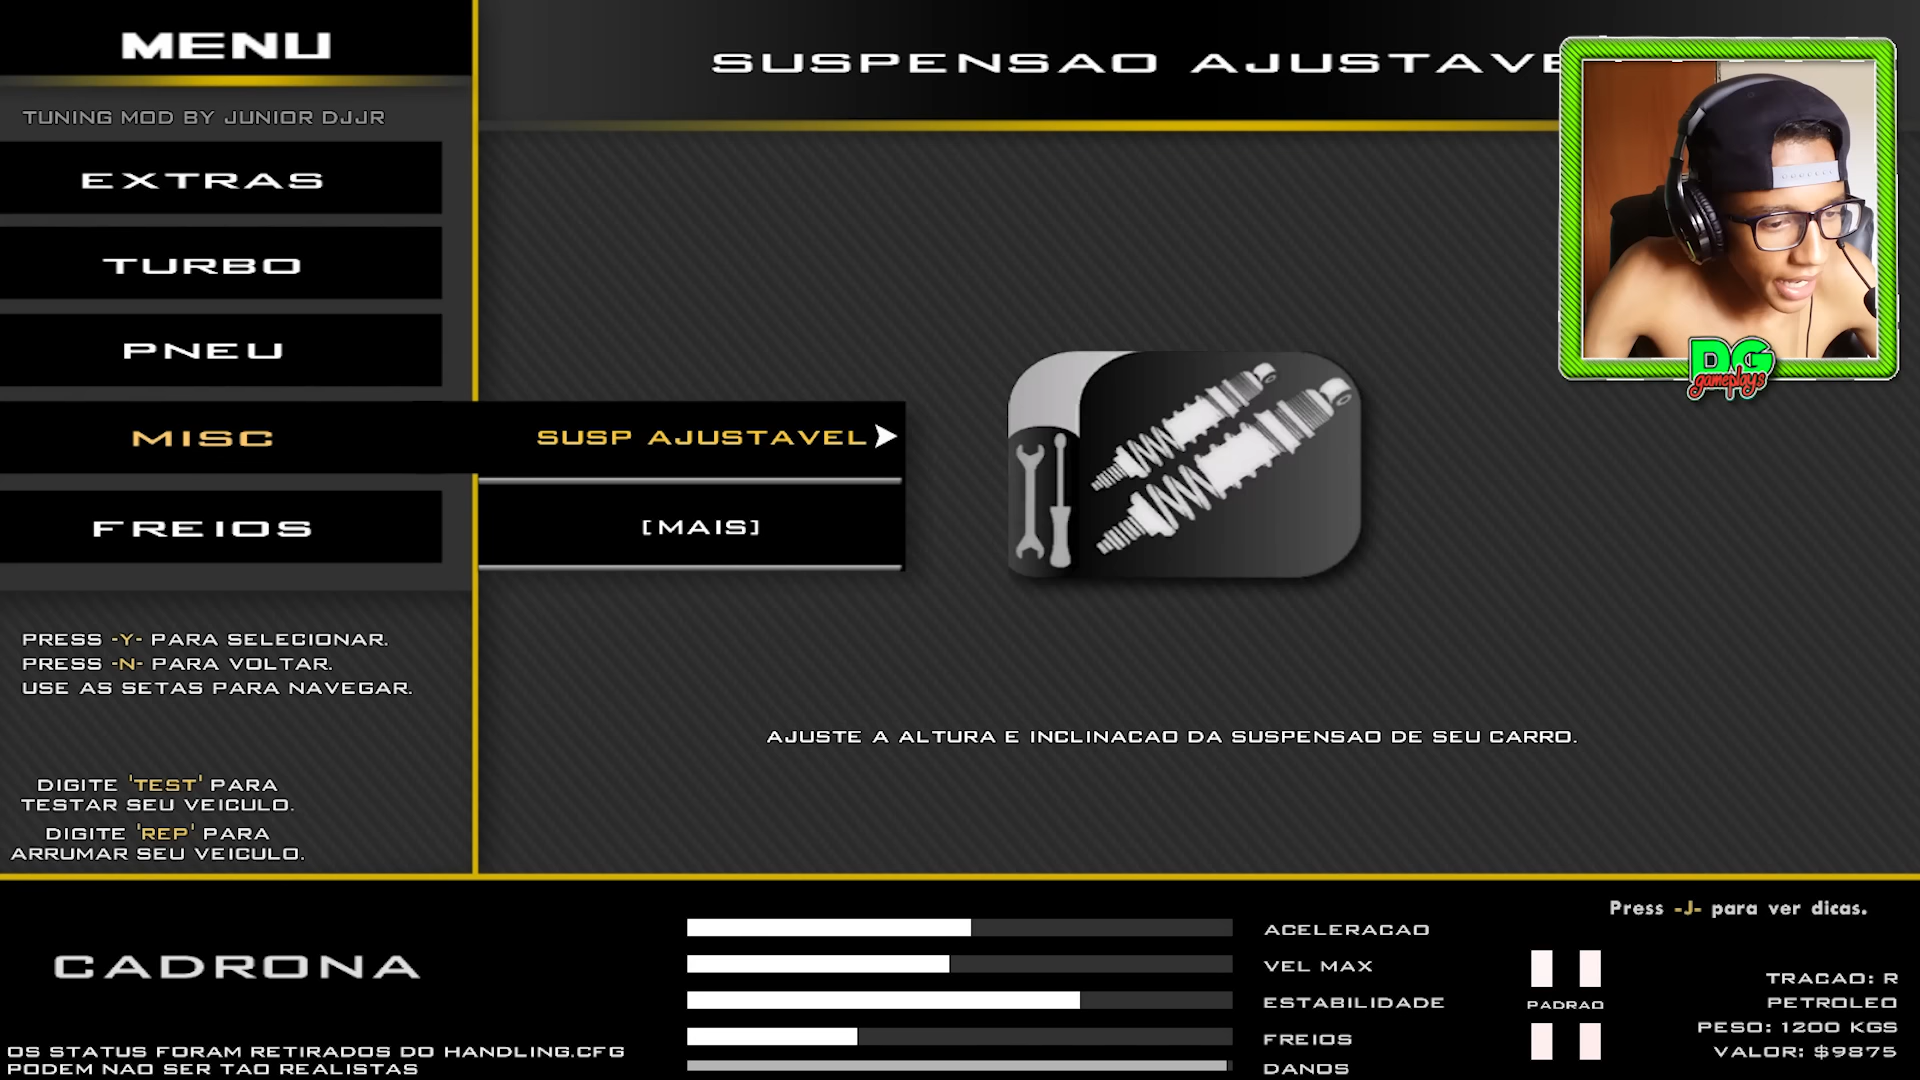 MENU
TUNING MOD BY JUNIOR DJJR
EXTRAS
TURBO
PNEU
MISC
FREIOS
SUSPENSAO AJUSTAVE
SUSP AJUSTAVEL
[MAIS]
DG
gameplays
AJUSTE A ALTURA E INCLINACAO DA SUSPENSAO DE SEU CARRO.
PRESS -Y- PARA SELECIONAR.
PRESS -N- PARA VOLTAR.
USE AS SETAS PARA NAVEGAR.
DIGITE 'TEST' PARA
TESTAR SEU VEICULO.
DIGITE 'REP' PARA
ARRUMAR SEU VEICULO.
CADRONA
OS STATUS FORAM RETIRADOS DO HANDLING.CFG
PODEM NAO SER TAO REALISTAS
ACELERACAO
VEL MAX
ESTABILIDADE
FREIOS
DANOS
PADRAO
Press -J- para ver dicas.
TRACAO: R
PETROLEO
PESO: 1200 KGS
VALOR: $9875